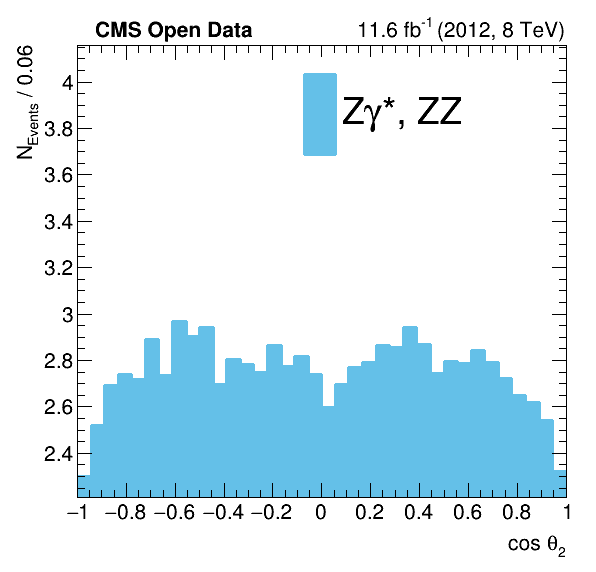 CMS Open Data 11.6 fb⁻¹ (2012, 8 TeV)
N_Events / 0.06
Zγ*, ZZ
4
3.8
3.6
3.4
3.2
3
2.8
2.6
2.4
−1 −0.8 −0.6 −0.4 −0.2 0 0.2 0.4 0.6 0.8 1
cos θ₂